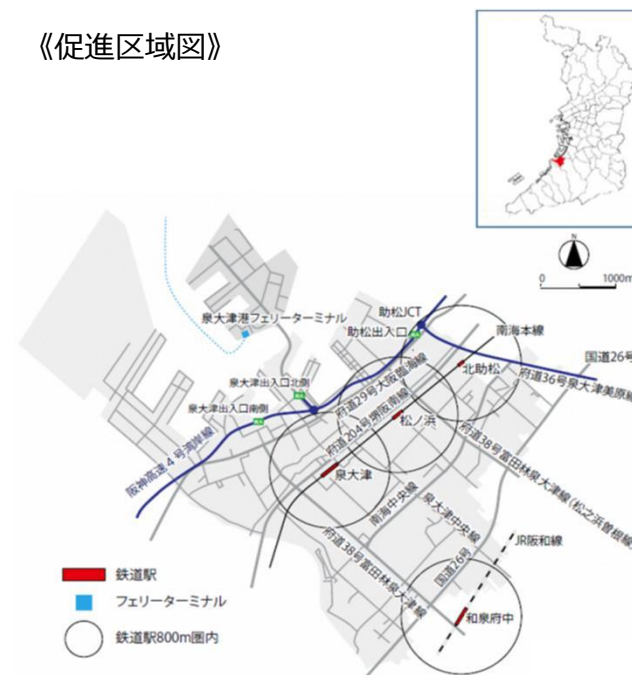 《促進区域図》
N
0 1000m
助松JCT
泉大津港フェリーターミナル
助松出入口
南海本線
国道26号
北助松
府道36号泉大津美原線
泉大津出入口北側
府道29号大阪臨海線
泉大津出入口南側
府道204号堺阪南線
松ノ浜
阪神高速4号湾岸線
府道38号富田林泉大津線(松之浜曽根線)
泉大津
南海中央線
泉大津中央線
府道38号富田林泉大津線
国道26号
JR阪和線
和泉府中
鉄道駅
フェリーターミナル
鉄道駅800m圏内